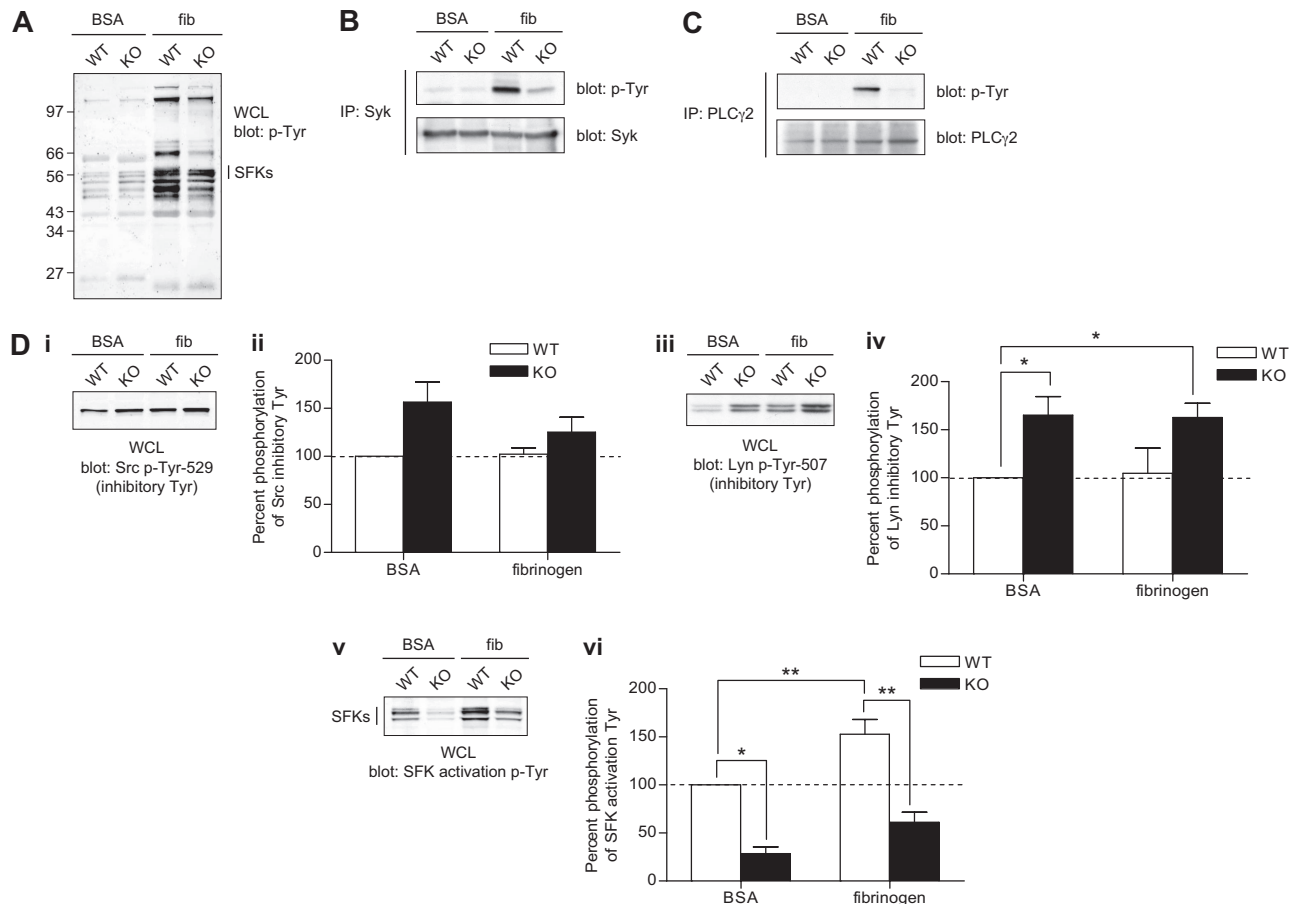 A
BSA fib
WT KO WT KO
97
66
56
43
34
27
WCL
blot: p-Tyr
SFKs
B
BSA fib
WT KO WT KO
IP: Syk
blot: p-Tyr
blot: Syk
C
BSA fib
WT KO WT KO
IP: PLCγ2
blot: p-Tyr
blot: PLCγ2
D
i
BSA fib
WT KO WT KO
WCL
blot: Src p-Tyr-529
(inhibitory Tyr)
ii
WT
KO
Percent phosphorylation
of Src inhibitory Tyr
200
150
100
50
0
BSA fibrinogen
iii
BSA fib
WT KO WT KO
WCL
blot: Lyn p-Tyr-507
(inhibitory Tyr)
iv
WT
KO
Percent phosphorylation
of Lyn inhibitory Tyr
200
150
100
50
0
*
*
BSA fibrinogen
v
BSA fib
WT KO WT KO
SFKs
WCL
blot: SFK activation p-Tyr
vi
WT
KO
Percent phosphorylation
of SFK activation Tyr
200
150
100
50
0
**
**
*
BSA fibrinogen